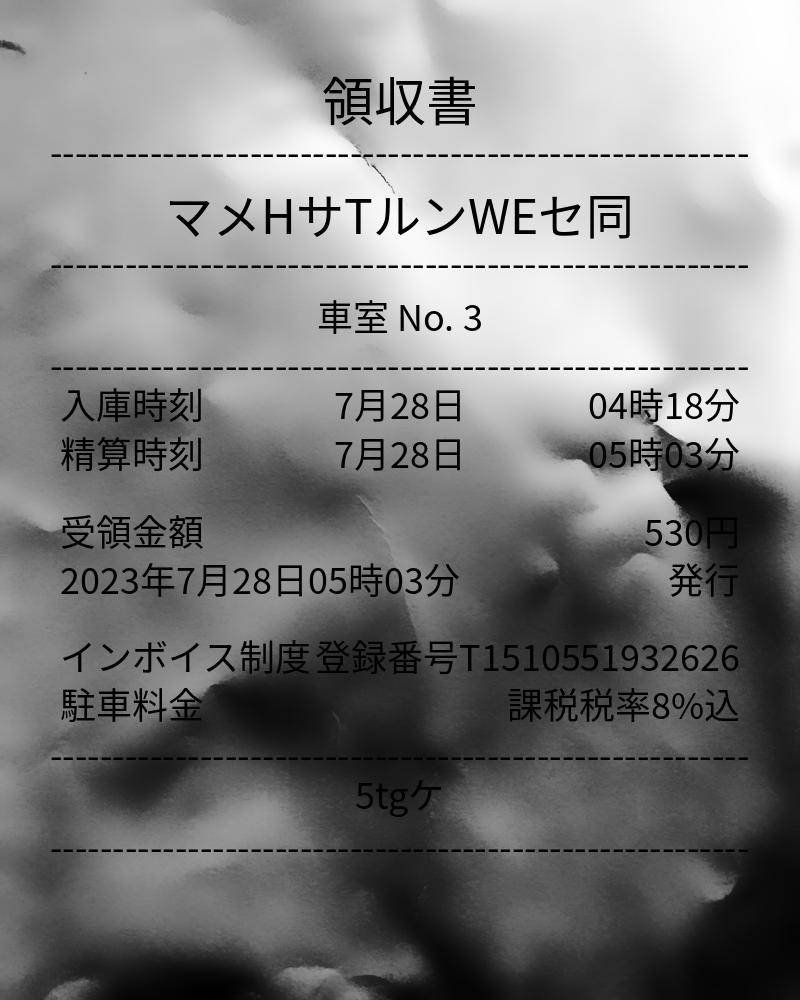 領収書
マメHサTルンWEセ同
車室 No. 3
入庫時刻 7月28日 04時18分
精算時刻 7月28日 05時03分
受領金額 530円
2023年7月28日05時03分 発行
インボイス制度 登録番号T1510551932626
駐車料金 課税税率8%込
5tgケ